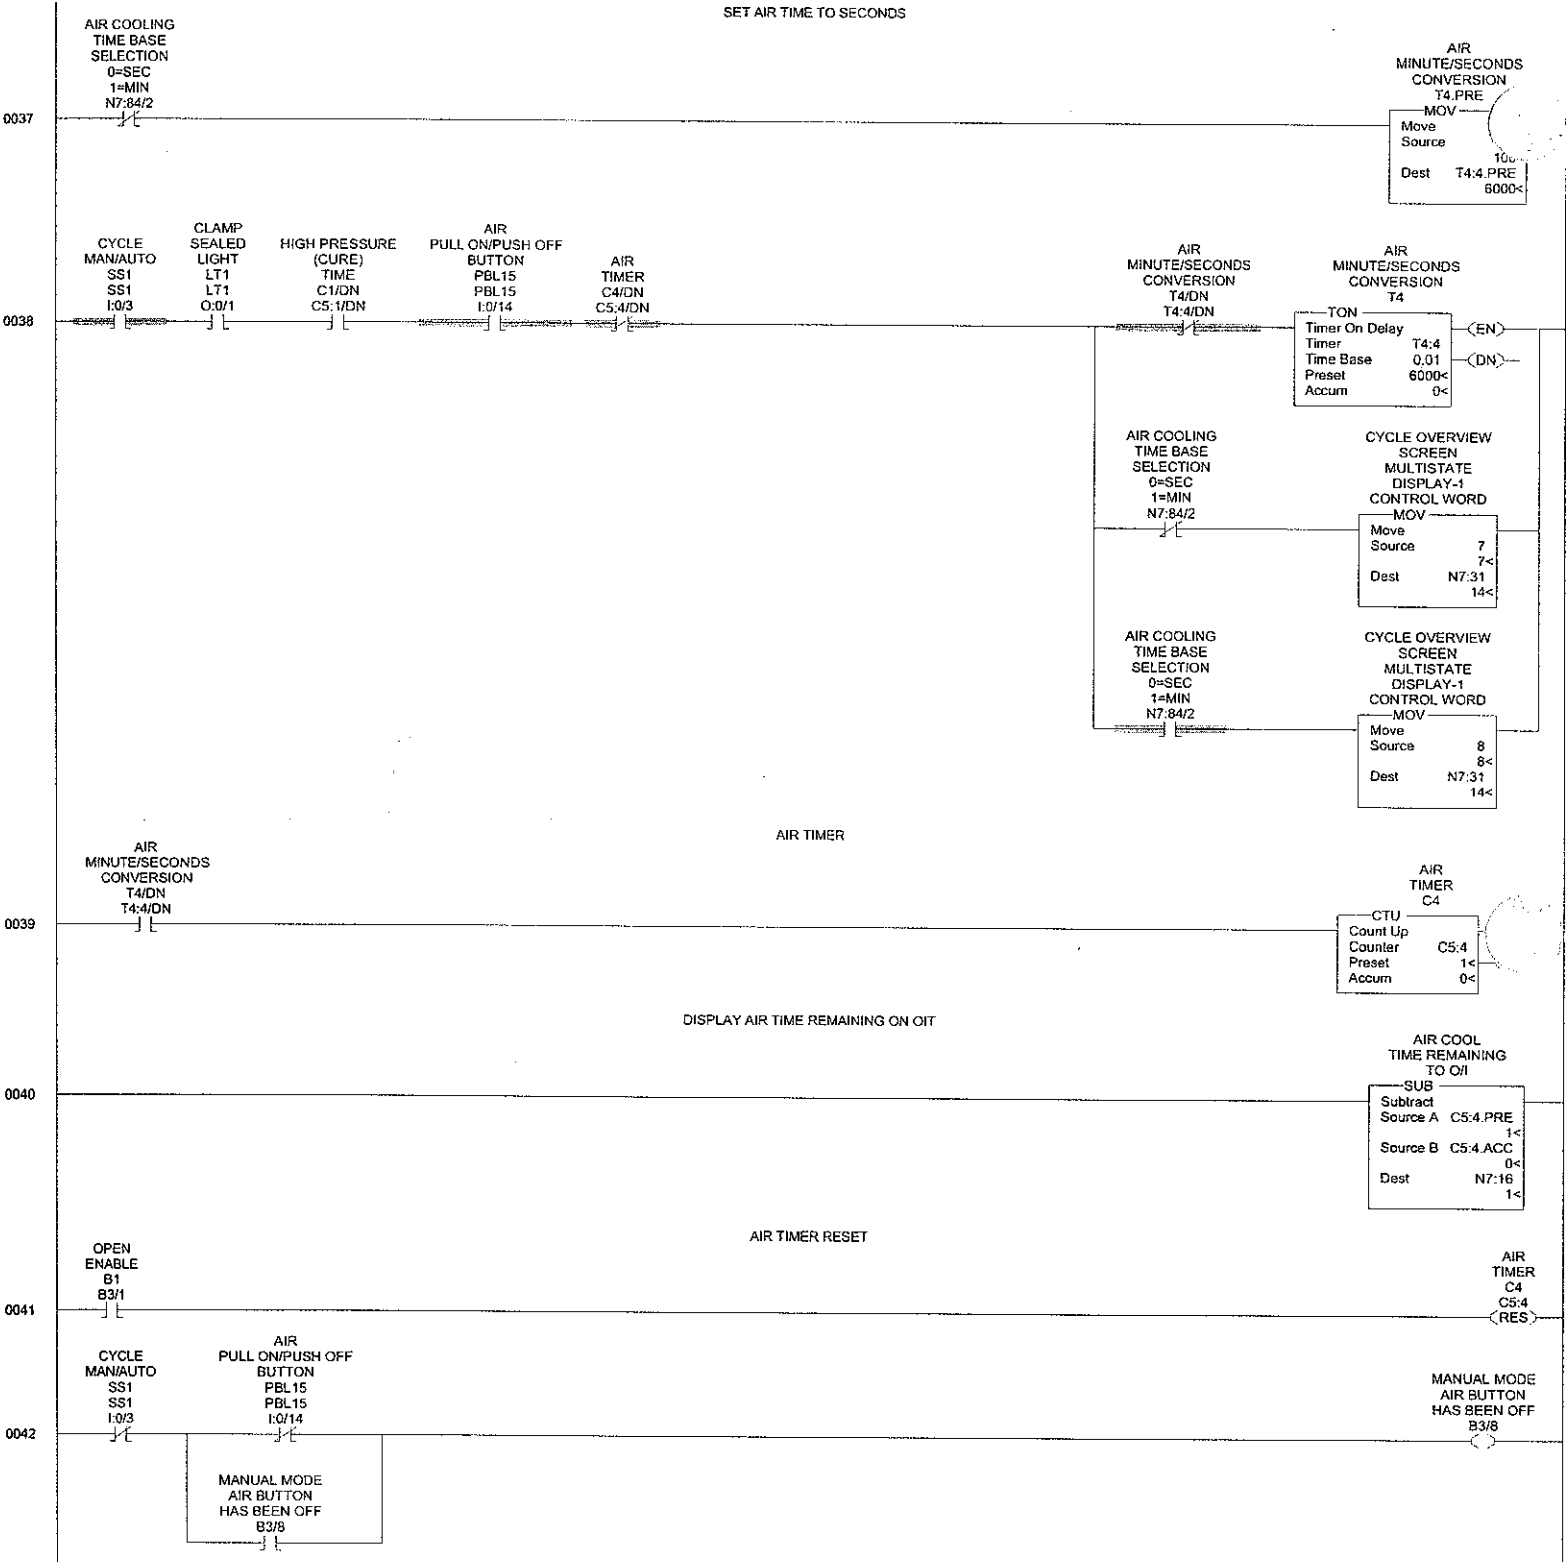 SET AIR TIME TO SECONDS
AIR COOLING
TIME BASE
SELECTION
0=SEC
1=MIN
N7:84/2
0037
AIR
MINUTE/SECONDS
CONVERSION
T4.PRE
MOV
Move
Source
Dest T4:4.PRE
6000<
0038
CYCLE
MAN/AUTO
SS1
SS1
I:0/3
CLAMP
SEALED
LIGHT
LT1
LT1
O:0/1
HIGH PRESSURE
(CURE)
TIME
C1/DN
C5:1/DN
AIR
PULL ON/PUSH OFF
BUTTON
PBL15
PBL15
I:0/14
AIR
TIMER
C4/DN
C5:4/DN
AIR
MINUTE/SECONDS
CONVERSION
T4/DN
T4:4/DN
AIR
MINUTE/SECONDS
CONVERSION
T4
TON
Timer On Delay
Timer T4:4
Time Base 0.01
Preset 6000<
Accum 0<
(EN)
(DN)
AIR COOLING
TIME BASE
SELECTION
0=SEC
1=MIN
N7:84/2
CYCLE OVERVIEW
SCREEN
MULTISTATE
DISPLAY-1
CONTROL WORD
MOV
Move
Source 7
7<
Dest N7:31
14<
AIR COOLING
TIME BASE
SELECTION
0=SEC
1=MIN
N7:84/2
CYCLE OVERVIEW
SCREEN
MULTISTATE
DISPLAY-1
CONTROL WORD
MOV
Move
Source 8
8<
Dest N7:31
14<
AIR TIMER
0039
AIR
MINUTE/SECONDS
CONVERSION
T4/DN
T4:4/DN
AIR
TIMER
C4
CTU
Count Up
Counter C5:4
Preset 1<
Accum 0<
DISPLAY AIR TIME REMAINING ON OIT
0040
AIR COOL
TIME REMAINING
TO O/I
SUB
Subtract
Source A C5:4.PRE
1<
Source B C5:4.ACC
0<
Dest N7:16
1<
AIR TIMER RESET
0041
OPEN
ENABLE
B1
B3/1
AIR
TIMER
C4
C5:4
(RES)
0042
CYCLE
MAN/AUTO
SS1
SS1
I:0/3
AIR
PULL ON/PUSH OFF
BUTTON
PBL15
PBL15
I:0/14
MANUAL MODE
AIR BUTTON
HAS BEEN OFF
B3/8
MANUAL MODE
AIR BUTTON
HAS BEEN OFF
B3/8